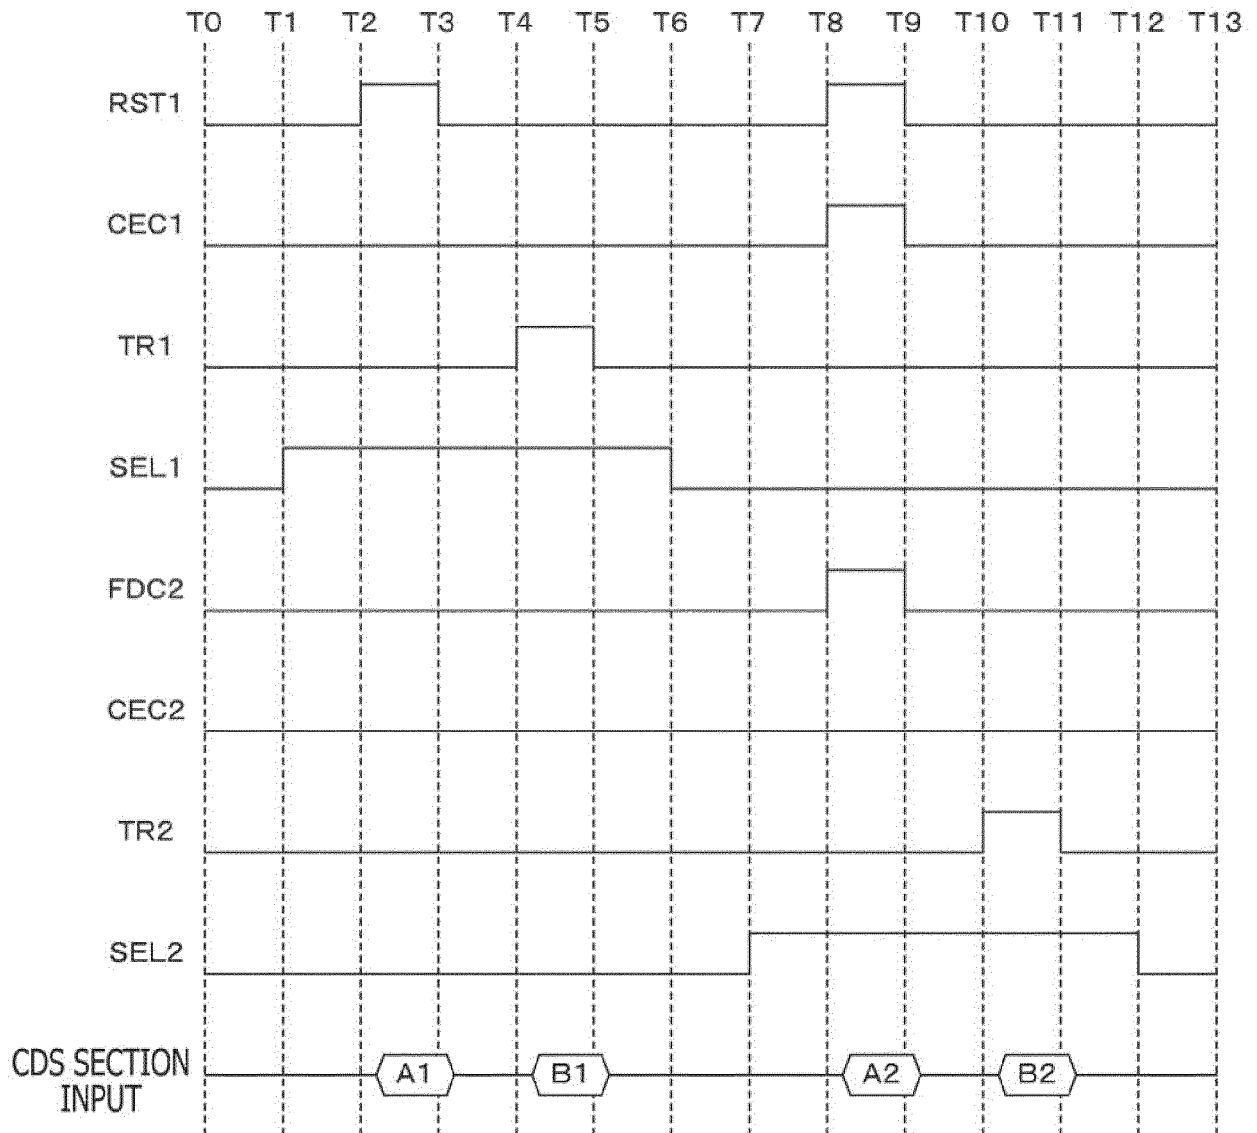 T0 T1 T2 T3 T4 T5 T6 T7 T8 T9 T10 T11 T12 T13
RST1
CEC1
TR1
SEL1
FDC2
CEC2
TR2
SEL2
CDS SECTION
INPUT
A1 B1 A2 B2